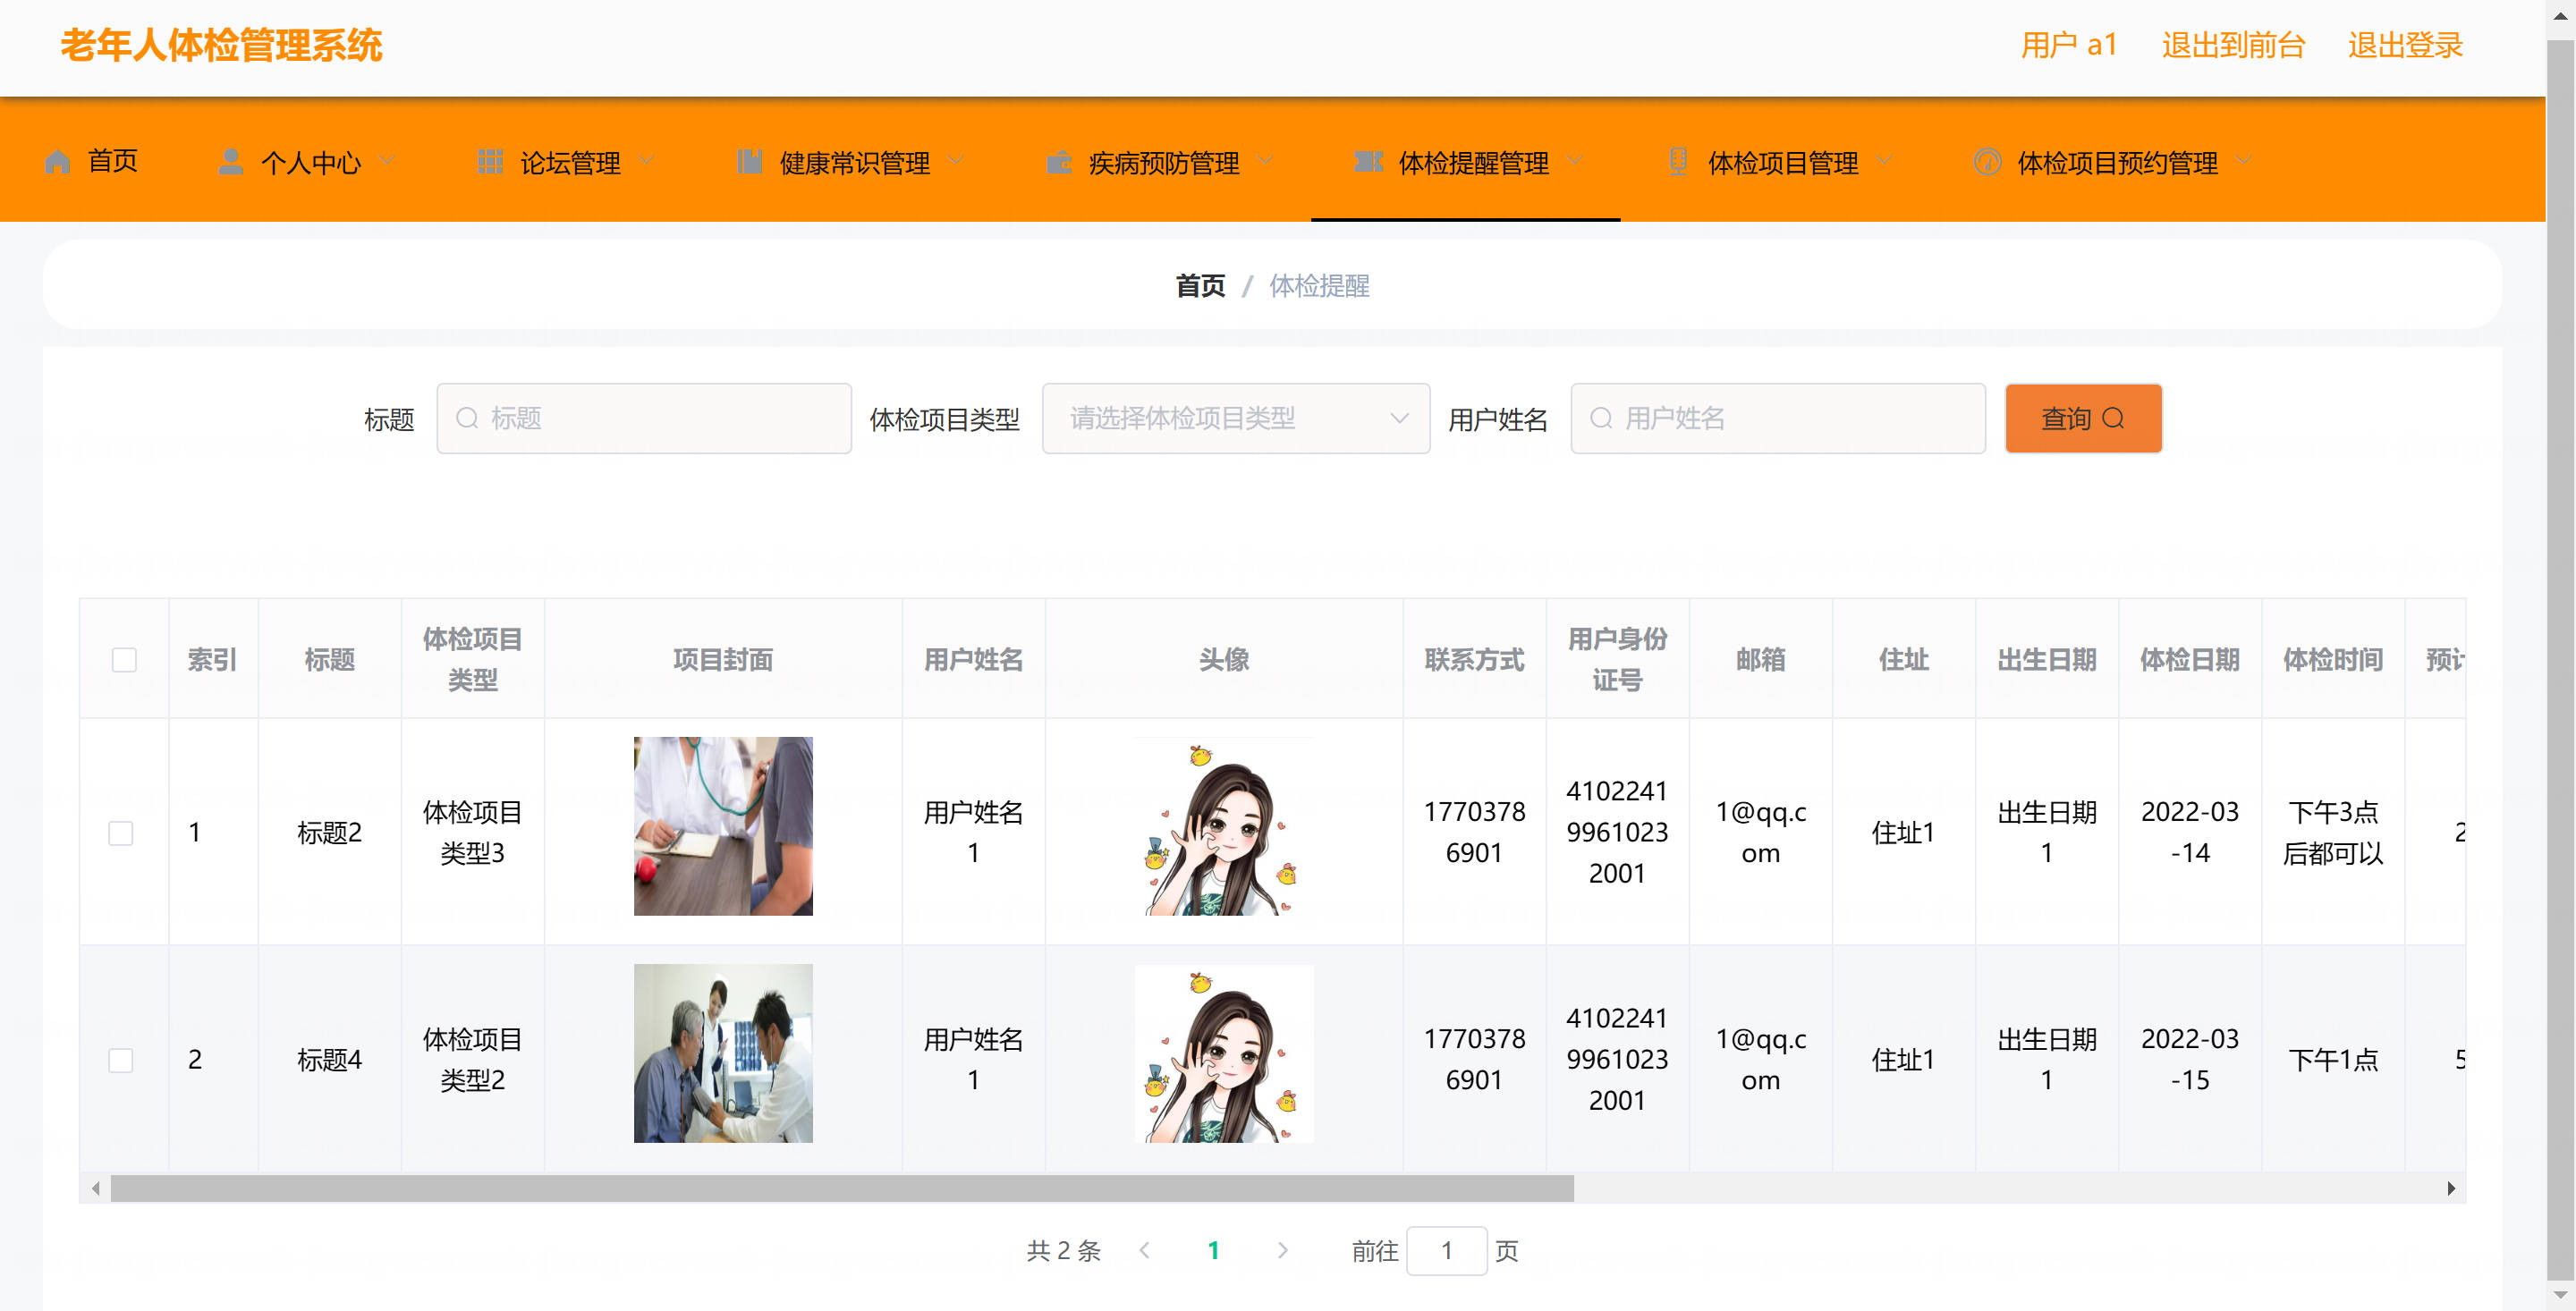 老年人体检管理系统
用户 a1 退出到前台 退出登录
首页 个人中心 论坛管理 健康常识管理 疾病预防管理 体检提醒管理 体检项目管理 体检项目预约管理
首页 / 体检提醒
标题 标题 体检项目类型 请选择体检项目类型 用户姓名 用户姓名 查询
索引 标题 体检项目类型 项目封面 用户姓名 头像 联系方式 用户身份证号 邮箱 住址 出生日期 体检日期 体检时间 预计
1 标题2 体检项目类型3 用户姓名1 17703786901 410224199610232001 1@qq.com 住址1 出生日期1 2022-03-14 下午3点后都可以 2
2 标题4 体检项目类型2 用户姓名1 17703786901 410224199610232001 1@qq.com 住址1 出生日期1 2022-03-15 下午1点 5
共 2 条 1 前往 1 页